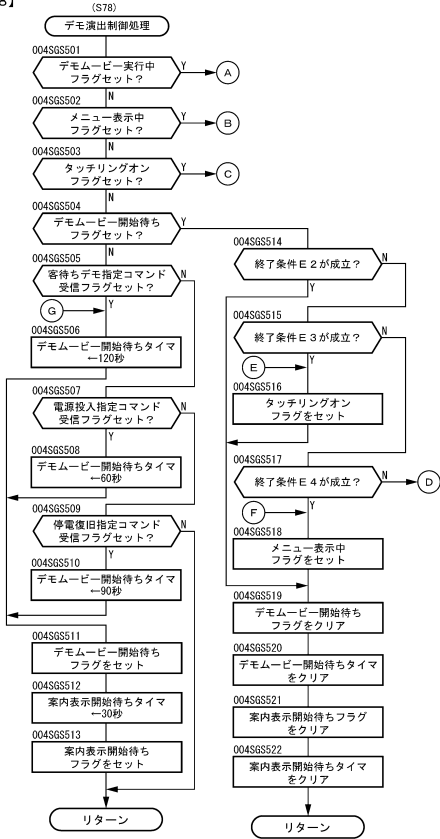 8】
(S78)
デモ演出制御処理
004SGS501
デモムービー実行中
フラグセット？
Y
A
N
004SGS502
メニュー表示中
フラグセット？
Y
B
N
004SGS503
タッチリングオン
フラグセット？
Y
C
N
004SGS504
デモムービー開始待ち
フラグセット？
Y
N
004SGS505
客待ちデモ指定コマンド
受信フラグセット？
N
Y
G
004SGS506
デモムービー開始待ちタイマ
←120秒
004SGS507
電源投入指定コマンド
受信フラグセット？
N
Y
004SGS508
デモムービー開始待ちタイマ
←60秒
004SGS509
停電復旧指定コマンド
受信フラグセット？
N
Y
004SGS510
デモムービー開始待ちタイマ
←90秒
004SGS511
デモムービー開始待ち
フラグをセット
004SGS512
案内表示開始待ちタイマ
←30秒
004SGS513
案内表示開始待ち
フラグをセット
リターン
004SGS514
終了条件Ｅ２が成立？
N
Y
004SGS515
終了条件Ｅ３が成立？
N
Y
E
004SGS516
タッチリングオン
フラグをセット
004SGS517
終了条件Ｅ４が成立？
N
D
Y
F
004SGS518
メニュー表示中
フラグをセット
004SGS519
デモムービー開始待ち
フラグをクリア
004SGS520
デモムービー開始待ちタイマ
をクリア
004SGS521
案内表示開始待ちフラグ
をクリア
004SGS522
案内表示開始待ちタイマ
をクリア
リターン